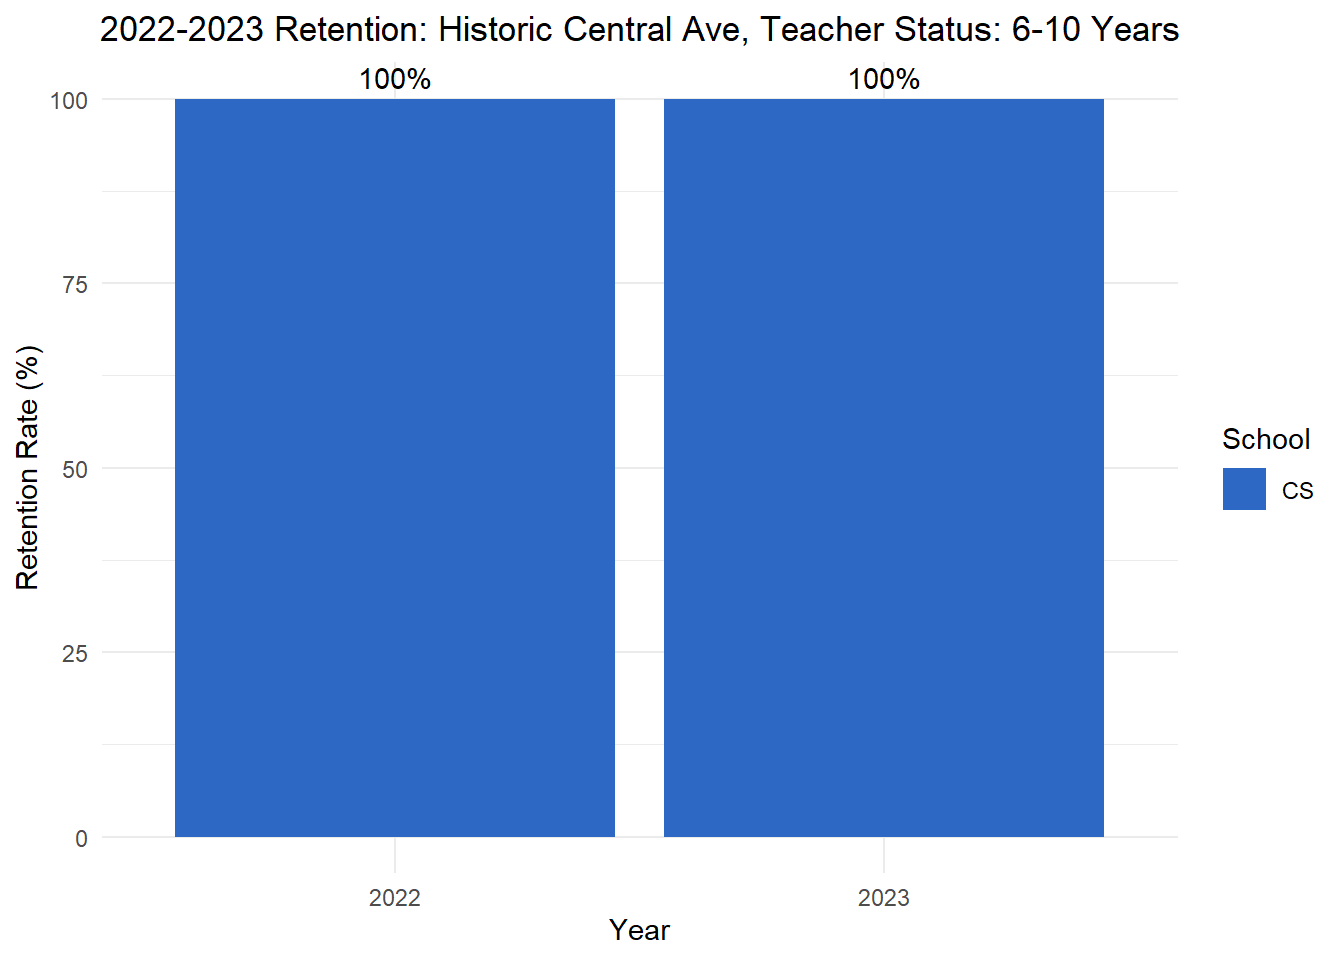 2022-2023 Retention: Historic Central Ave, Teacher Status: 6-10 Years
100% 100%
100
75
50
25
0
Retention Rate (%)
2022 2023
Year
School
CS